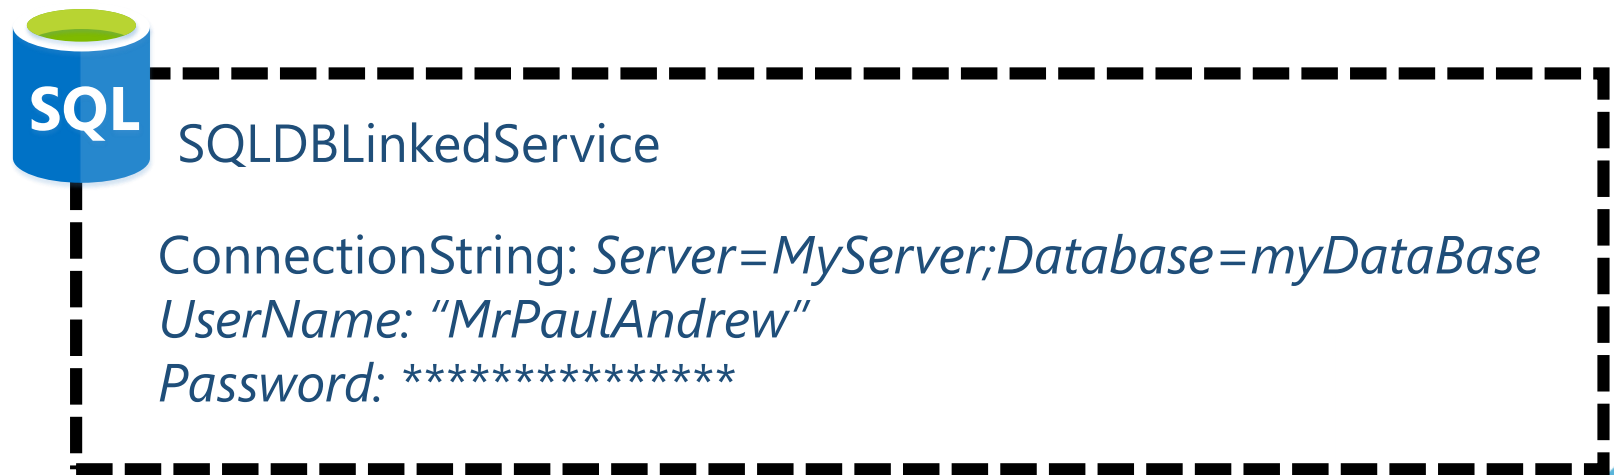 SQL
SQLDBLinkedService
ConnectionString: Server=MyServer;Database=myDataBase
UserName: “MrPaulAndrew”
Password: ***************